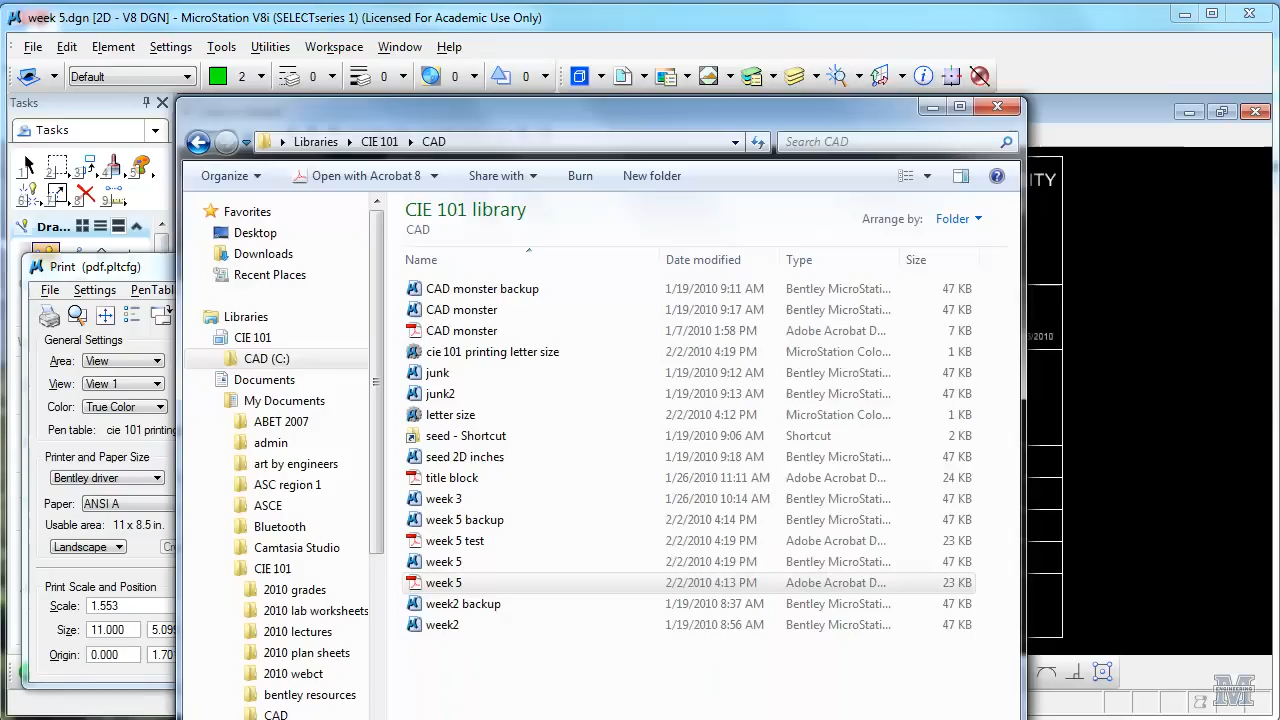 week 5.dgn [2D - V8 DGN] - MicroStation V8i (SELECTseries 1) (Licensed For Academic Use Only)
File Edit Element Settings Tools Utilities Workspace Window Help
Default 2 0 0 0 0
Tasks
Tasks
1 2 3 4 5
6 7 8 9
Dra...
Print (pdf.pltcfg)
File Settings PenTabl
General Settings
Area: View
View: View 1
Color: True Color
Pen table: cie 101 printing
Printer and Paper Size
Bentley driver
Paper: ANSI A
Usable area: 11 x 8.5 in.
Landscape
Print Scale and Position
Scale: 1.553
Size: 11.000 5.09
Origin: 0.000 1.70
Libraries CIE 101 CAD
Search CAD
Organize Open with Acrobat 8 Share with Burn New folder
Favorites
Desktop
Downloads
Recent Places
Libraries
CIE 101
CAD (C:)
Documents
My Documents
ABET 2007
admin
art by engineers
ASC region 1
ASCE
Bluetooth
Camtasia Studio
CIE 101
2010 grades
2010 lab worksheets
2010 lectures
2010 plan sheets
2010 webct
bentley resources
CAD
CIE 101 library
CAD
Arrange by: Folder
Name Date modified Type Size
CAD monster backup 1/19/2010 9:11 AM Bentley MicroStati... 47 KB
CAD monster 1/19/2010 9:17 AM Bentley MicroStati... 47 KB
CAD monster 1/7/2010 1:58 PM Adobe Acrobat D... 7 KB
cie 101 printing letter size 2/2/2010 4:19 PM MicroStation Colo... 1 KB
junk 1/19/2010 9:12 AM Bentley MicroStati... 47 KB
junk2 1/19/2010 9:13 AM Bentley MicroStati... 47 KB
letter size 2/2/2010 4:12 PM MicroStation Colo... 1 KB
seed - Shortcut 1/19/2010 9:06 AM Shortcut 2 KB
seed 2D inches 1/19/2010 9:18 AM Bentley MicroStati... 47 KB
title block 1/26/2010 11:11 AM Adobe Acrobat D... 24 KB
week 3 1/26/2010 10:14 AM Bentley MicroStati... 47 KB
week 5 backup 2/2/2010 4:14 PM Bentley MicroStati... 47 KB
week 5 test 2/2/2010 4:19 PM Adobe Acrobat D... 23 KB
week 5 2/2/2010 4:19 PM Bentley MicroStati... 47 KB
week 5 2/2/2010 4:13 PM Adobe Acrobat D... 23 KB
week2 backup 1/19/2010 8:37 AM Bentley MicroStati... 47 KB
week2 1/19/2010 8:56 AM Bentley MicroStati... 47 KB
ITY
/2010
M
ENGINEERING